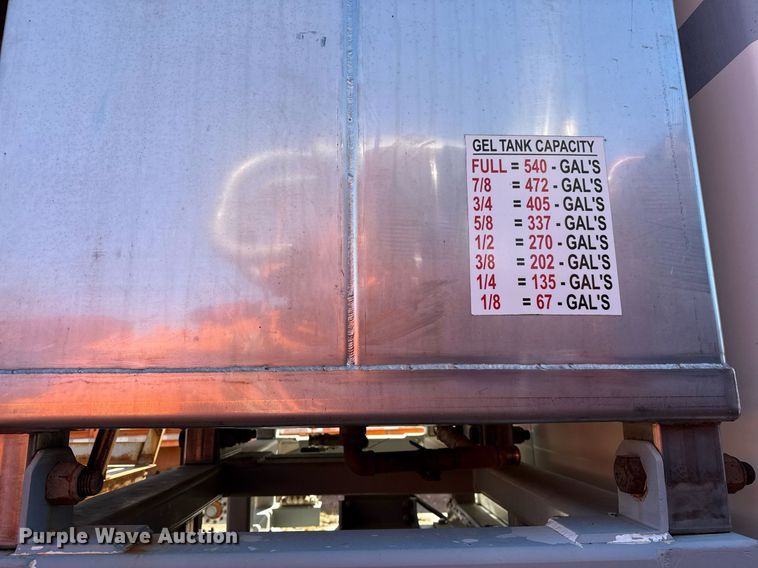 GEL TANK CAPACITY
FULL = 540 - GAL'S
7/8 = 472 - GAL'S
3/4 = 405 - GAL'S
5/8 = 337 - GAL'S
1/2 = 270 - GAL'S
3/8 = 202 - GAL'S
1/4 = 135 - GAL'S
1/8 = 67 - GAL'S
Purple Wave Auction